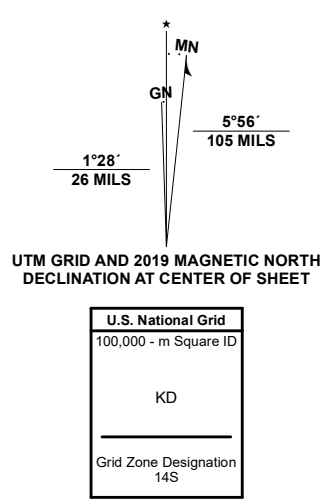 ★
MN
GN
5°56´
105 MILS
1°28´
26 MILS
UTM GRID AND 2019 MAGNETIC NORTH
DECLINATION AT CENTER OF SHEET
U.S. National Grid
100,000 - m Square ID
KD
Grid Zone Designation
14S